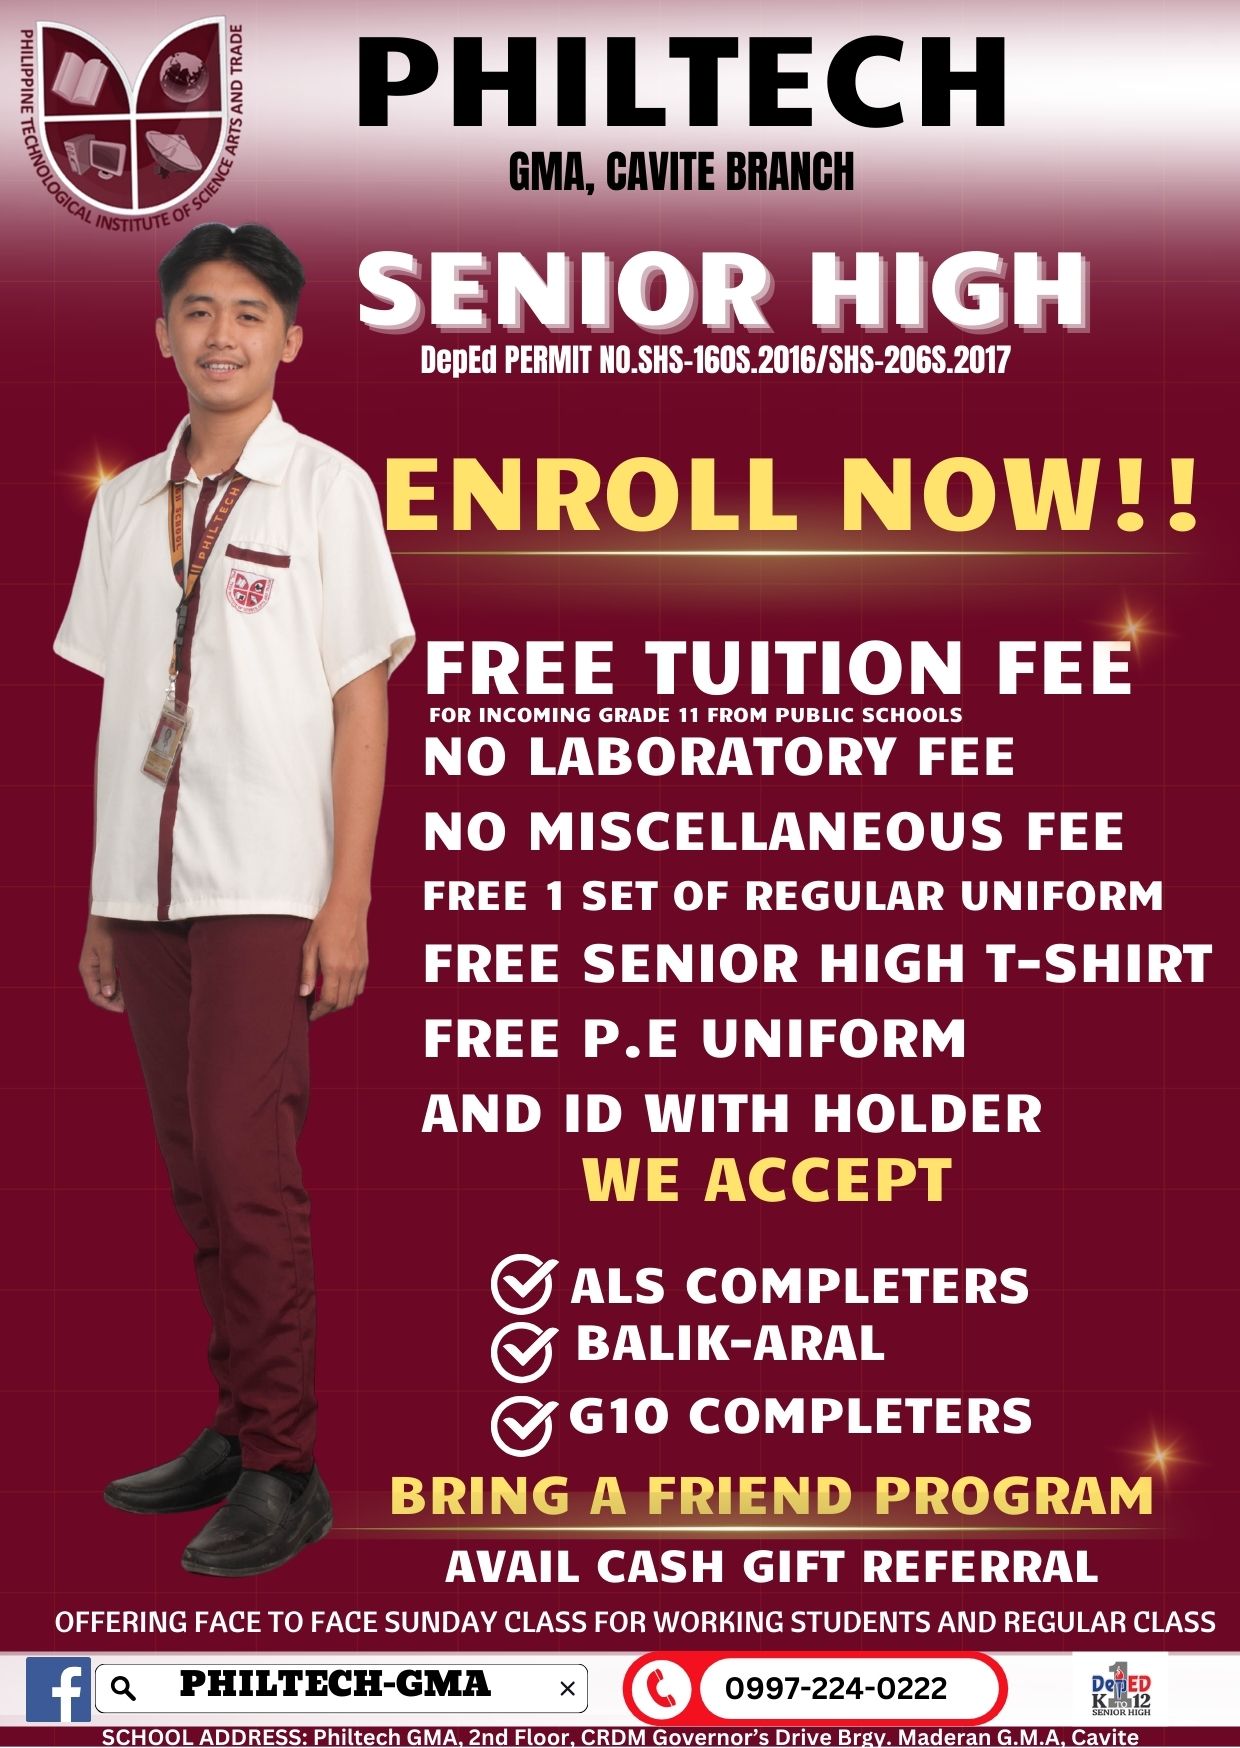 PHILIPPINE TECHNOLOGICAL INSTITUTE OF SCIENCE ARTS AND TRADE
PHILTECH
GMA, CAVITE BRANCH
SENIOR HIGH
DepEd PERMIT NO.SHS-160S.2016/SHS-206S.2017
ENROLL NOW!!
PHILTECH
FREE TUITION FEE
FOR INCOMING GRADE 11 FROM PUBLIC SCHOOLS
NO LABORATORY FEE
NO MISCELLANEOUS FEE
FREE 1 SET OF REGULAR UNIFORM
FREE SENIOR HIGH T-SHIRT
FREE P.E UNIFORM
AND ID WITH HOLDER
WE ACCEPT
ALS COMPLETERS
BALIK-ARAL
G10 COMPLETERS
BRING A FRIEND PROGRAM
AVAIL CASH GIFT REFERRAL
OFFERING FACE TO FACE SUNDAY CLASS FOR WORKING STUDENTS AND REGULAR CLASS
PHILTECH-GMA
0997-224-0222
DepED
K TO 12
SENIOR HIGH
SCHOOL ADDRESS: Philtech GMA, 2nd Floor, CRDM Governor's Drive Brgy. Maderan G.M.A, Cavite